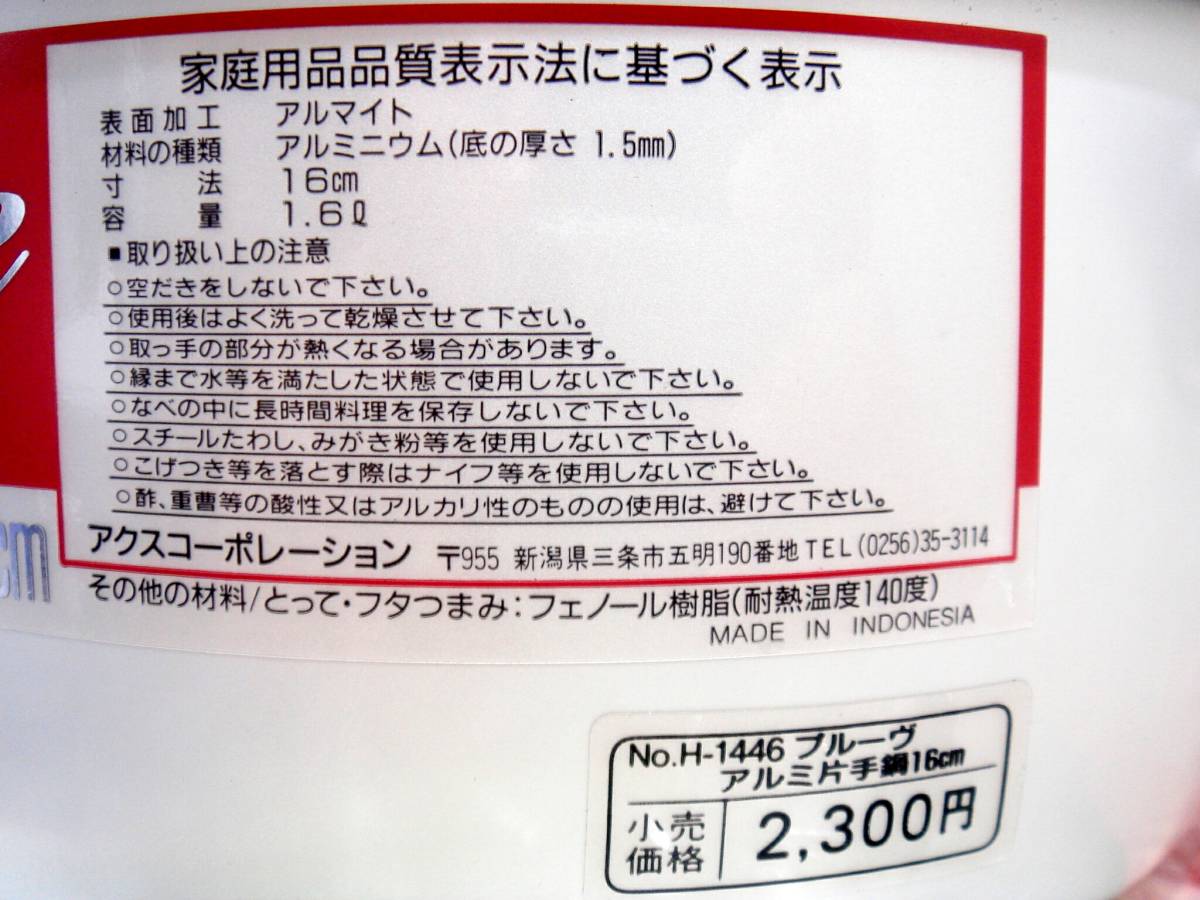 家庭用品品質表示法に基づく表示
表面加工 アルマイト
材料の種類 アルミニウム(底の厚さ 1.5mm)
寸法 16cm
容量 1.6ℓ
■取り扱い上の注意
○空だきをしないで下さい。
○使用後はよく洗って乾燥させて下さい。
○取っ手の部分が熱くなる場合があります。
○縁まで水等を満たした状態で使用しないで下さい。
○なべの中に長時間料理を保存しないで下さい。
○スチールたわし、みがき粉等を使用しないで下さい。
○こげつき等を落とす際はナイフ等を使用しないで下さい。
○酢、重曹等の酸性又はアルカリ性のものの使用は、避けて下さい。
アクスコーポレーション 〒955 新潟県三条市五明190番地 TEL(0256)35-3114
その他の材料/とって・フタつまみ:フェノール樹脂(耐熱温度140度)
MADE IN INDONESIA
cm
No.H-1446 プルーヴ
アルミ片手鍋16cm
小売価格 2,300円